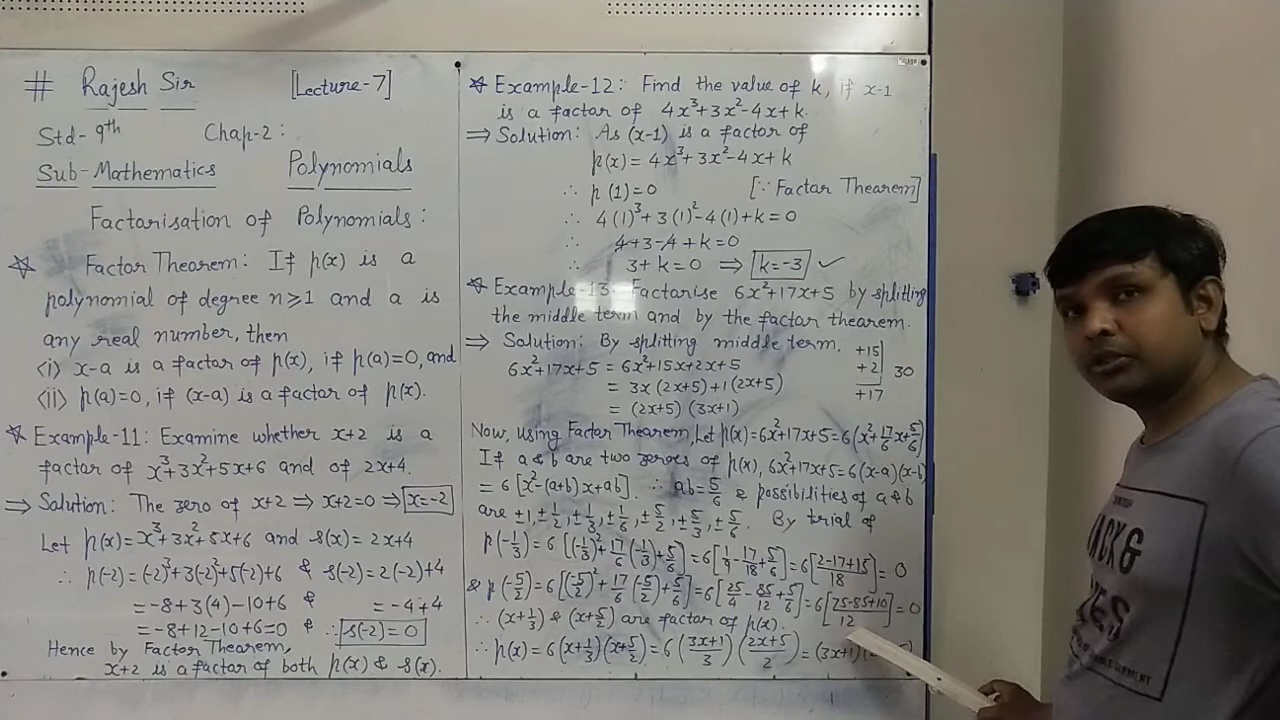 # Rajesh Sir [Lecture-7]
Std- 9th Chap-2:
Sub- Mathematics Polynomials
Factorisation of Polynomials:
☆ Factor Theorem: If p(x) is a
polynomial of degree n≥1 and a is
any real number, then
<i> x-a is a factor of p(x), if p(a)=0, and
<ii> p(a)=0, if (x-a) is a factor of p(x).
☆ Example-11: Examine whether x+2 is a
factor of x³+3x²+5x+6 and of 2x+4.
⇒ Solution: The zero of x+2 ⇒ x+2=0 ⇒ x=-2
Let p(x)=x³+3x²+5x+6 and s(x)=2x+4
∴ p(-2)=(-2)³+3(-2)²+5(-2)+6 & s(-2)=2(-2)+4
=-8+3(4)-10+6 & =-4+4
=-8+12-10+6=0 & ∴ s(-2)=0
Hence by Factor Theorem,
x+2 is a factor of both p(x) & s(x).
☆ Example-12: Find the value of k, if x-1
is a factor of 4x³+3x²-4x+k.
⇒ Solution: As (x-1) is a factor of
p(x)=4x³+3x²-4x+k
∴ p(1)=0 [∵ Factor Theorem]
∴ 4(1)³+3(1)²-4(1)+k=0
∴ 4+3-4+k=0
∴ 3+k=0 ⇒ k=-3 ✓
☆ Example-13: Factorise 6x²+17x+5 by splitting
the middle term and by the factor theorem.
⇒ Solution: By splitting middle term,
6x²+17x+5 = 6x²+15x+2x+5
= 3x(2x+5)+1(2x+5)
= (2x+5)(3x+1)
+15
+2 30
+17
Now, using Factor Theorem, Let p(x)=6x²+17x+5=6(x²+17/6x+5/6)
If a & b are two zeroes of p(x), 6x²+17x+5=6(x-a)(x-b)
=6[x²-(a+b)x+ab]. ∴ ab=5/6 & possibilities of a & b
are ±1,±1/2,±1/3,±1/6,±5/2,±5/3,±5/6. By trial of
p(-1/3)=6[(-1/3)²+17/6(-1/3)+5/6]=6[1/9-17/18+5/6]=6[(2-17+15)/18]=0
& p(-5/2)=6[(-5/2)²+17/6(-5/2)+5/6]=6[25/4-85/12+5/6]=6[(75-85+10)/12]=0
∴ (x+1/3) & (x+5/2) are factor of p(x).
∴ p(x)=6(x+1/3)(x+5/2)=6((3x+1)/3)((2x+5)/2)=(3x+1)